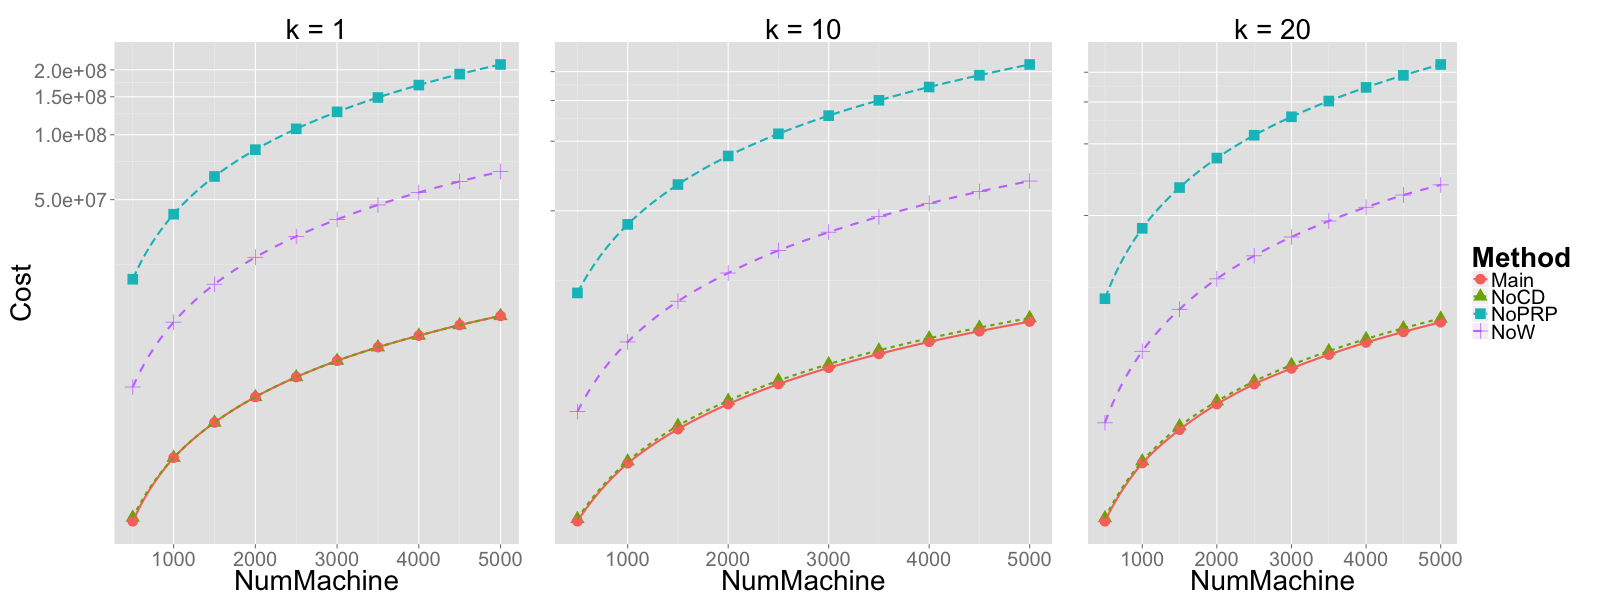 k = 1
k = 10
k = 20
Cost
2.0e+08
1.5e+08
1.0e+08
5.0e+07
1000 2000 3000 4000 5000
1000 2000 3000 4000 5000
1000 2000 3000 4000 5000
NumMachine
NumMachine
NumMachine
Method
Main
NoCD
NoPRP
NoW